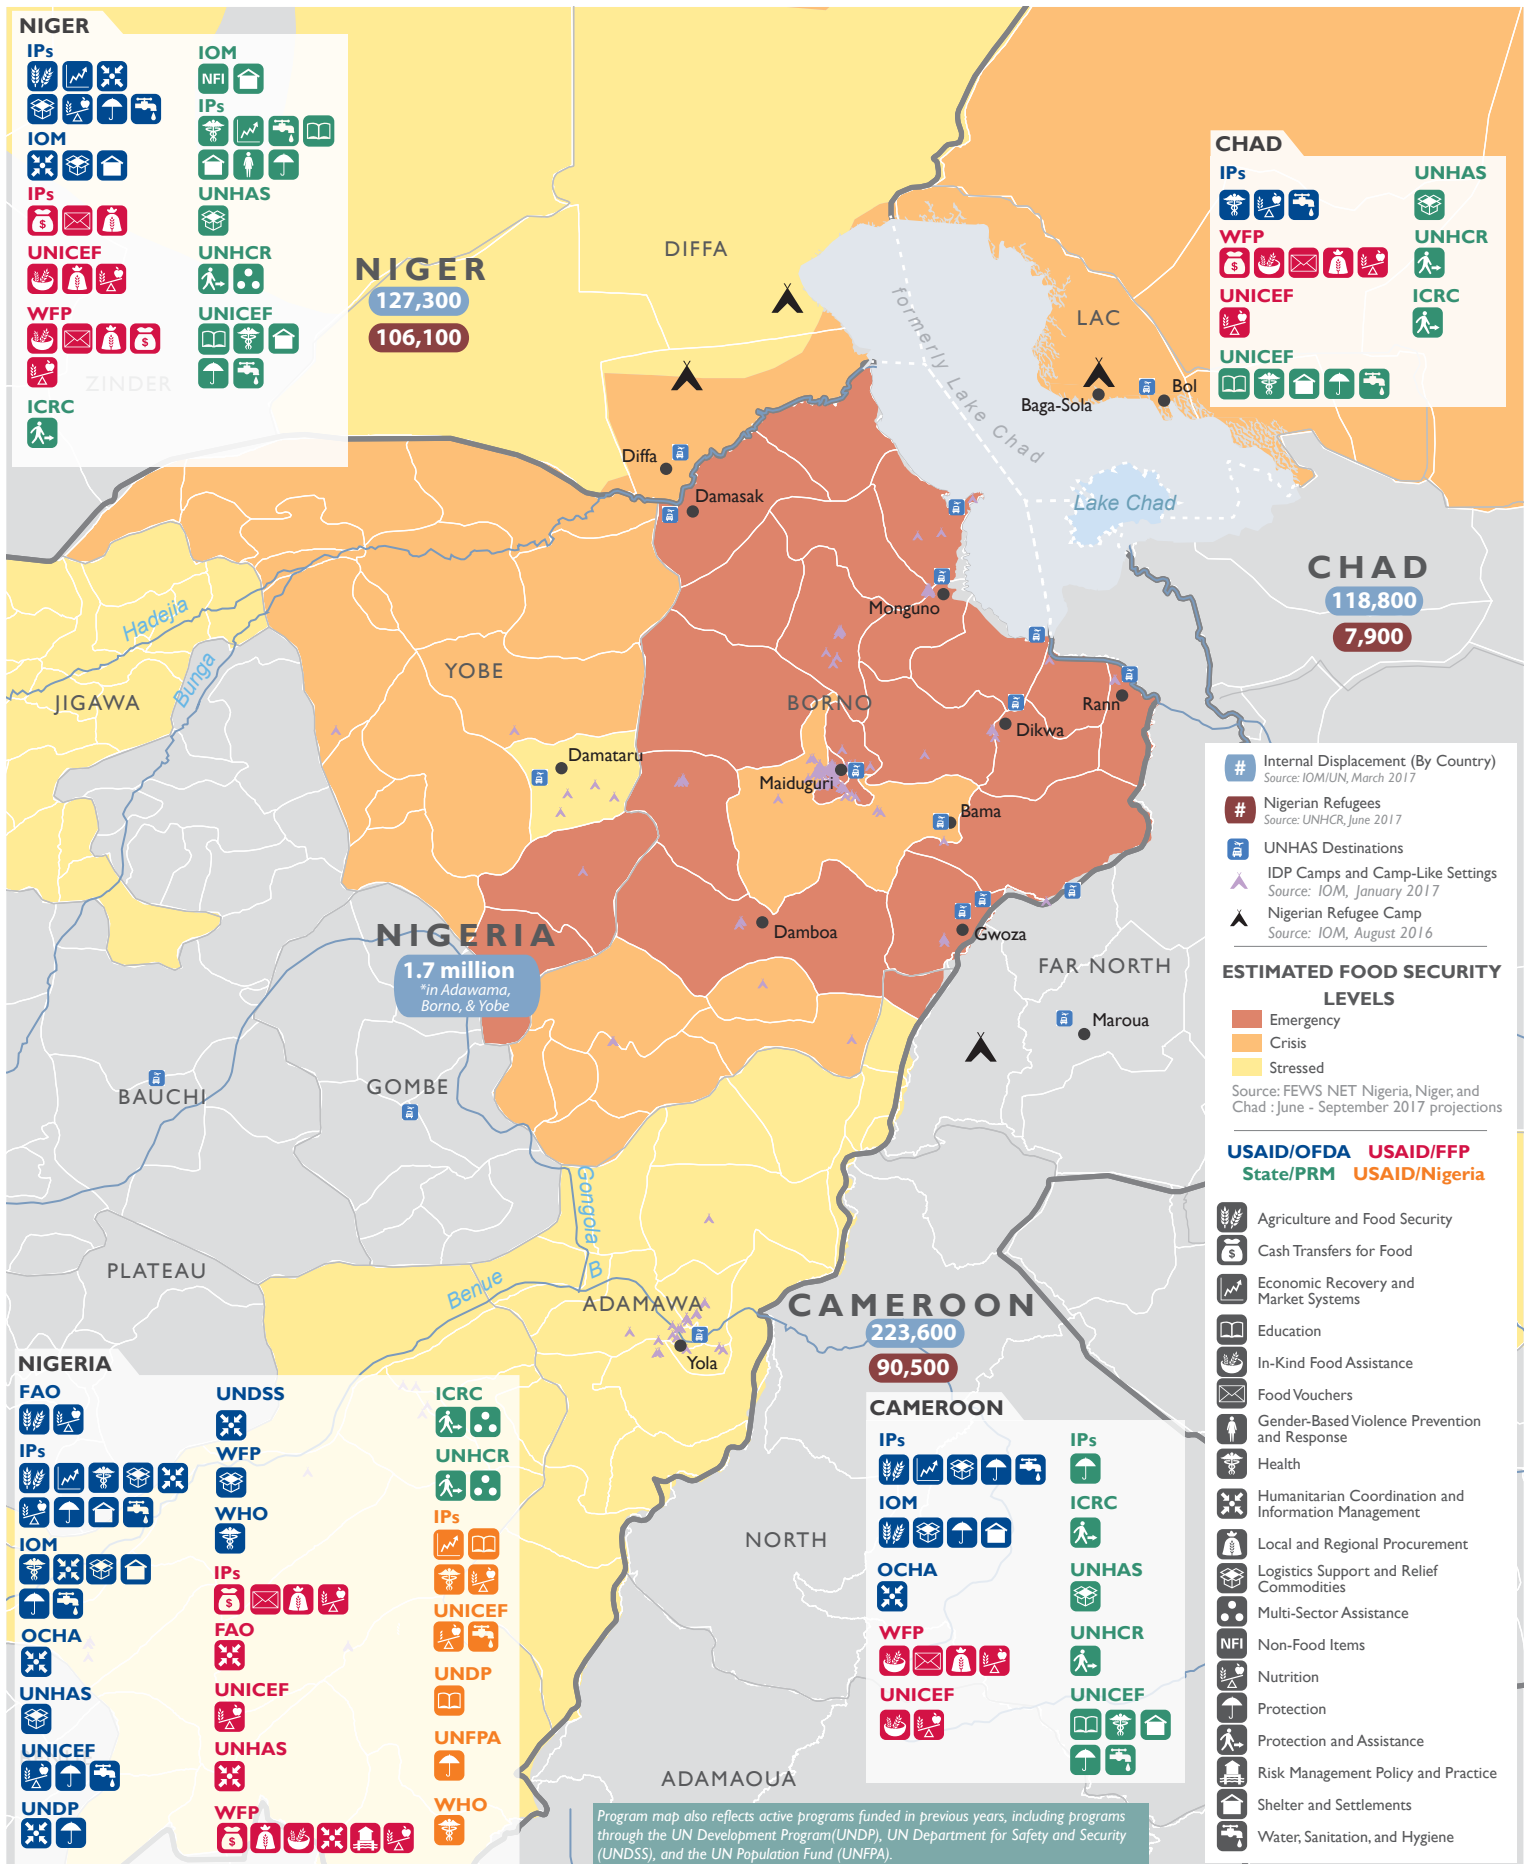 NIGER
IPs
IOM
IPs
UNICEF
WFP
ICRC
IOM
NFI
IPs
UNHAS
UNHCR
UNICEF
ZINDER
NIGER
127,300
106,100
DIFFA
CHAD
IPs
WFP
UNICEF
UNICEF
UNHAS
UNHCR
ICRC
LAC
Bol
Baga-Sola
formerly Lake Chad
Lake Chad
Diffa
Damasak
CHAD
118,800
7,900
Monguno
Hadejia
Bunga
JIGAWA
YOBE
BORNO
Rann
Dikwa
Damataru
Maiduguri
Bama
NIGERIA
1.7 million
*in Adawama,
Borno, & Yobe
Damboa
Gwoza
FAR NORTH
Maroua
BAUCHI
GOMBE
PLATEAU
Gongola
B
Benue
ADAMAWA
Yola
CAMEROON
223,600
90,500
NORTH
ADAMAOUA
# Internal Displacement (By Country)
Source: IOM/UN, March 2017
# Nigerian Refugees
Source: UNHCR, June 2017
UNHAS Destinations
IDP Camps and Camp-Like Settings
Source: IOM, January 2017
Nigerian Refugee Camp
Source: IOM, August 2016
ESTIMATED FOOD SECURITY
LEVELS
Emergency
Crisis
Stressed
Source: FEWS NET Nigeria, Niger, and
Chad : June - September 2017 projections
USAID/OFDA USAID/FFP
State/PRM USAID/Nigeria
Agriculture and Food Security
Cash Transfers for Food
Economic Recovery and
Market Systems
Education
In-Kind Food Assistance
Food Vouchers
Gender-Based Violence Prevention
and Response
Health
Humanitarian Coordination and
Information Management
Local and Regional Procurement
Logistics Support and Relief
Commodities
Multi-Sector Assistance
NFI Non-Food Items
Nutrition
Protection
Protection and Assistance
Risk Management Policy and Practice
Shelter and Settlements
Water, Sanitation, and Hygiene
NIGERIA
FAO
IPs
IOM
OCHA
UNHAS
UNICEF
UNDP
UNDSS
WFP
WHO
IPs
FAO
UNICEF
UNHAS
WFP
ICRC
UNHCR
IPs
UNICEF
UNDP
UNFPA
WHO
CAMEROON
IPs
IOM
OCHA
WFP
UNICEF
IPs
ICRC
UNHAS
UNHCR
UNICEF
Program map also reflects active programs funded in previous years, including programs
through the UN Development Program(UNDP), UN Department for Safety and Security
(UNDSS), and the UN Population Fund (UNFPA).